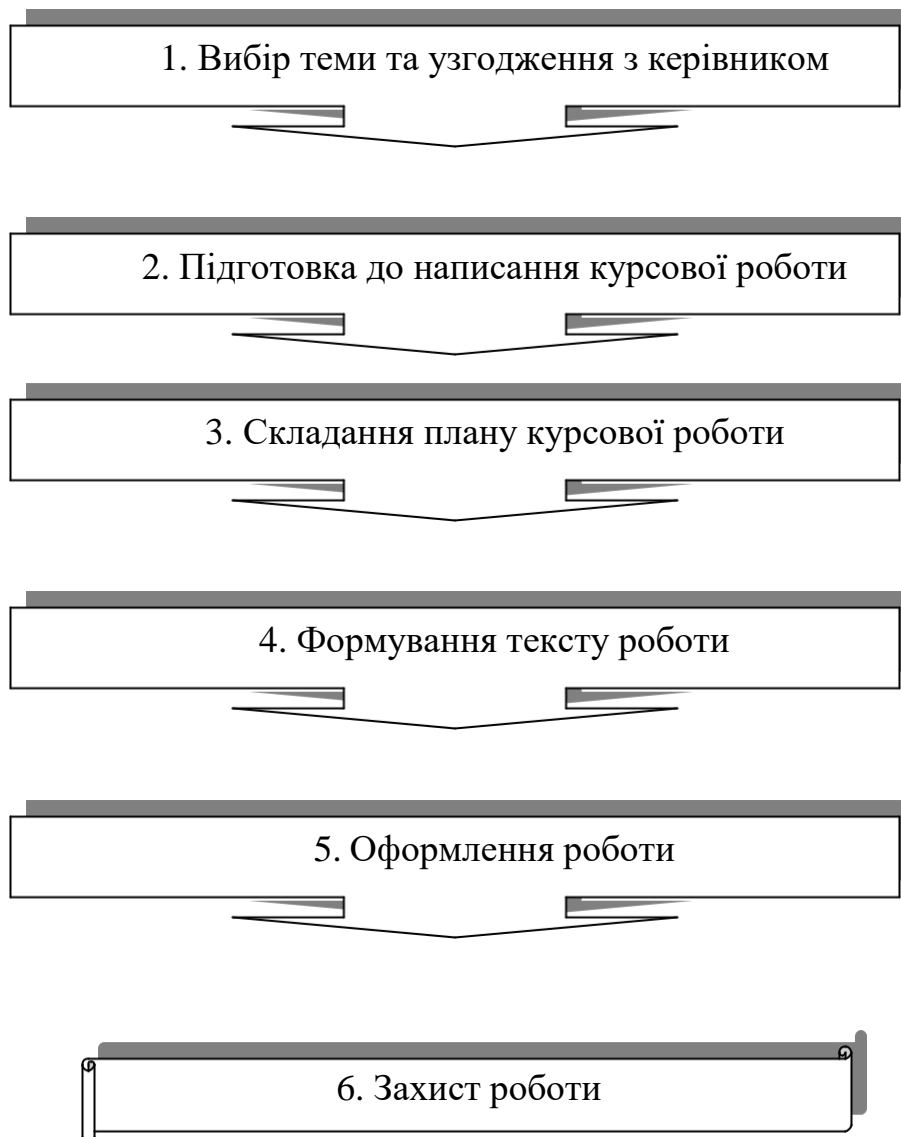 1. Вибір теми та узгодження з керівником
2. Підготовка до написання курсової роботи
3. Складання плану курсової роботи
4. Формування тексту роботи
5. Оформлення роботи
6. Захист роботи